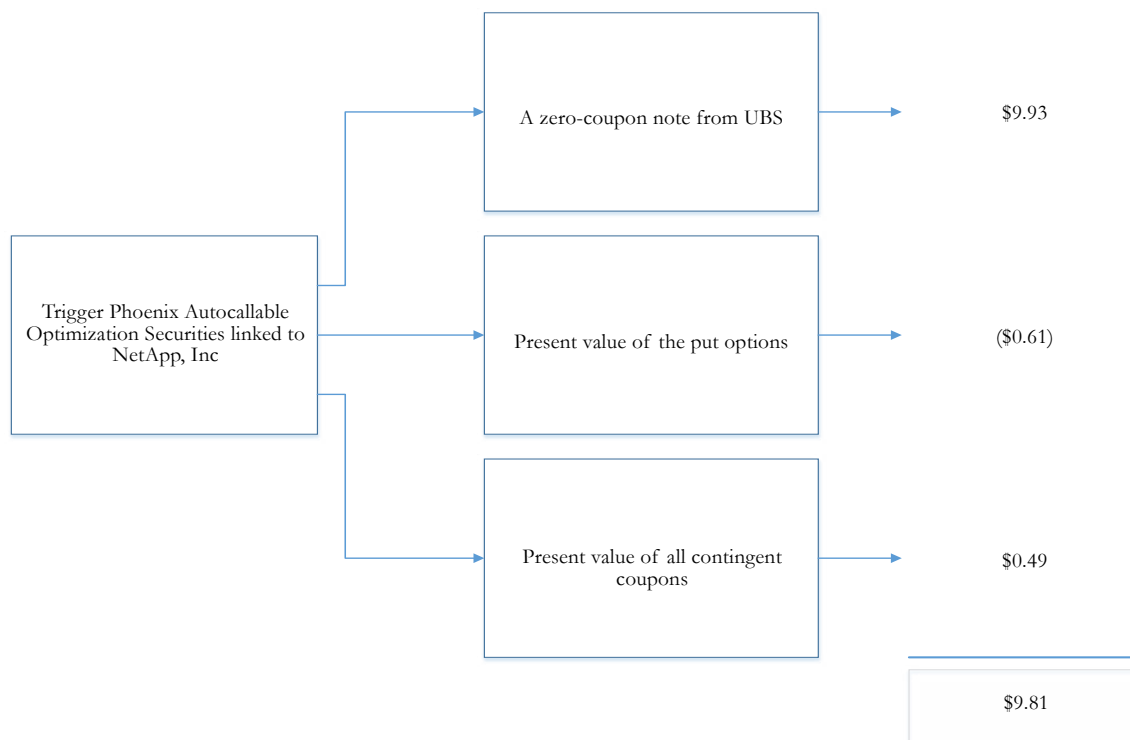 A zero-coupon note from UBS
$9.93
Trigger Phoenix Autocallable
Optimization Securities linked to
NetApp, Inc
Present value of the put options
($0.61)
Present value of all contingent
coupons
$0.49
$9.81